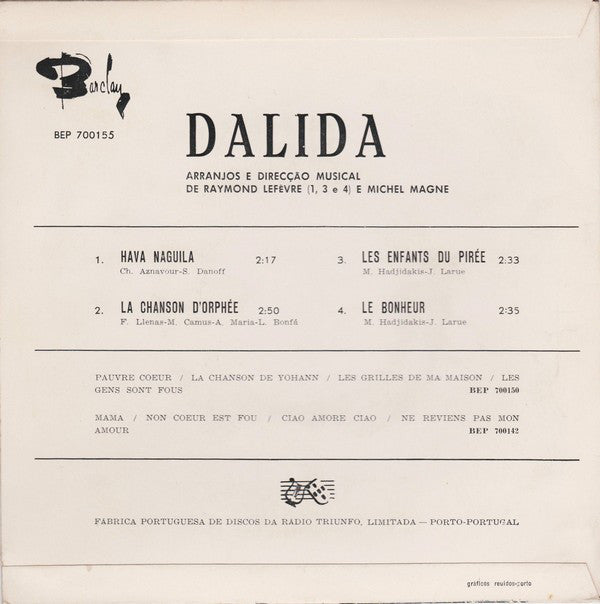 Barclay
BEP 700155
DALIDA
ARRANJOS E DIRECÇÃO MUSICAL
DE RAYMOND LEFÈVRE (1, 3 e 4) E MICHEL MAGNE
1. HAVA NAGUILA 2:17
Ch. Aznavour-S. Danoff
2. LA CHANSON D'ORPHÉE 2:50
F. Llenas-M. Camus-A. Maria-L. Bonfá
3. LES ENFANTS DU PIRÉE 2:33
M. Hadjidakis-J. Larue
4. LE BONHEUR 2:35
M. Hadjidakis-J. Larue
PAUVRE COEUR / LA CHANSON DE YOHANN / LES GRILLES DE MA MAISON / LES
GENS SONT FOUS BEP 700150
MAMA / NON COEUR EST FOU / CIAO AMORE CIAO / NE REVIENS PAS MON
AMOUR BEP 700142
FÁBRICA PORTUGUESA DE DISCOS DA RÁDIO TRIUNFO, LIMITADA — PORTO-PORTUGAL
gráficos reunidos-porto